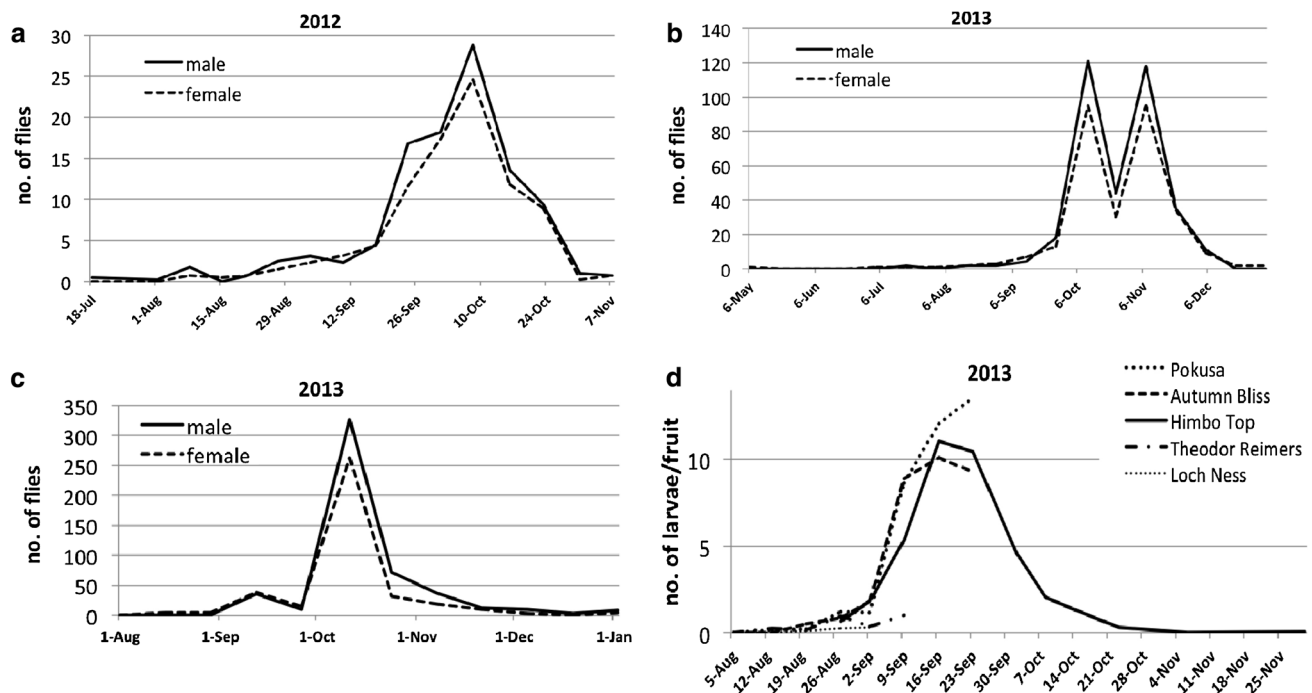 a
2012
30
25
20
15
10
5
0
no. of flies
male
female
18-Jul
1-Aug
15-Aug
29-Aug
12-Sep
26-Sep
10-Oct
24-Oct
7-Nov
b
2013
140
120
100
80
60
40
20
0
no. of flies
male
female
6-May
6-Jun
6-Jul
6-Aug
6-Sep
6-Oct
6-Nov
6-Dec
c
2013
350
300
250
200
150
100
50
0
no. of flies
male
female
1-Aug
1-Sep
1-Oct
1-Nov
1-Dec
1-Jan
d
2013
10
5
0
no. of larvae/fruit
Pokusa
Autumn Bliss
Himbo Top
Theodor Reimers
Loch Ness
5-Aug
12-Aug
19-Aug
26-Aug
2-Sep
9-Sep
16-Sep
23-Sep
30-Sep
7-Oct
14-Oct
21-Oct
28-Oct
4-Nov
11-Nov
18-Nov
25-Nov